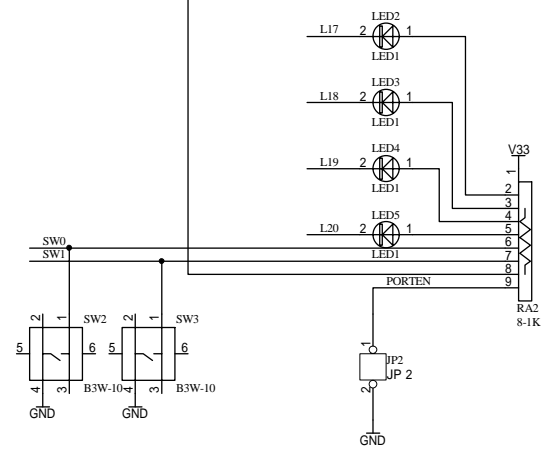 LED2
L17 2 1
LED1
LED3
L18 2 1
LED1
LED4
L19 2 1
LED1
V33
1
2
3
4
5
6
7
8
9
LED5
L20 2 1
LED1
SW0
SW1
PORTEN
RA2
8-1K
2 1 SW2
5 6
4 3 B3W-10
GND
2 1 SW3
5 6
4 3 B3W-10
GND
1
JP2
JP 2
2
GND